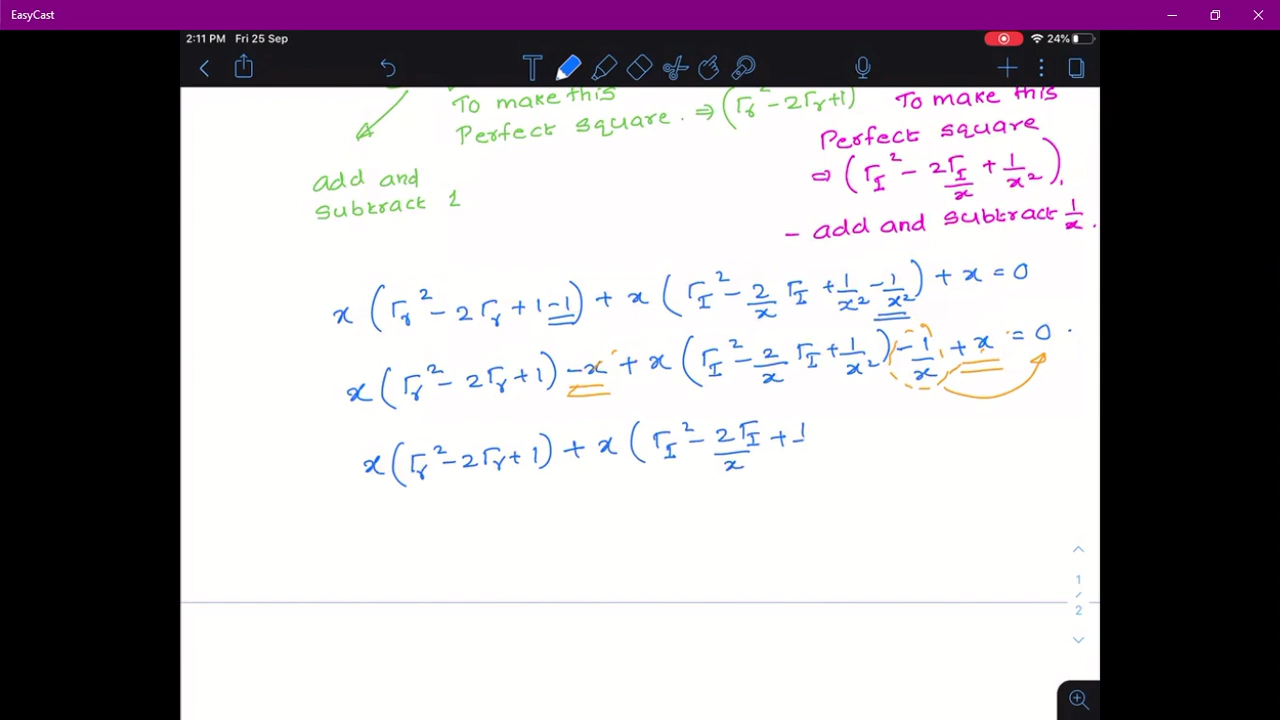 EasyCast
2:11 PM Fri 25 Sep
24%
To make this
Perfect square. ⇒ (Γr² - 2Γr + 1)
add and
subtract 1
To make this
Perfect square
⇒ (ΓI² - 2ΓI/x + 1/x²).
- add and subtract 1/x.
x (Γr² - 2Γr + 1 - 1) + x (ΓI² - 2/x ΓI + 1/x² - 1/x²) + x = 0
x (Γr² - 2Γr + 1) - x + x (ΓI² - 2/x ΓI + 1/x²) - 1/x + x = 0.
x (Γr² - 2Γr + 1) + x (ΓI² - 2ΓI/x + 1
1
/
2